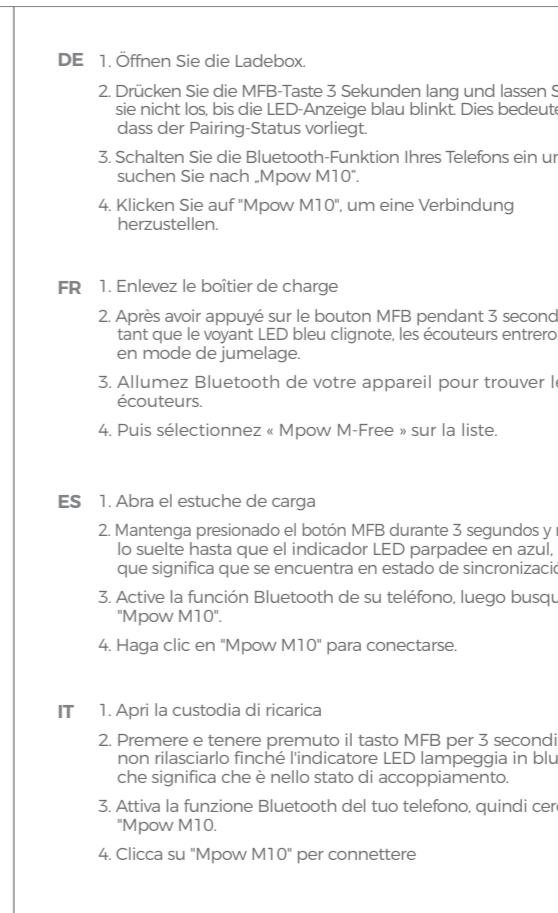 DE 1. Öffnen Sie die Ladebox.
2. Drücken Sie die MFB-Taste 3 Sekunden lang und lassen
sie nicht los, bis die LED-Anzeige blau blinkt. Dies
dass der Pairing-Status vorliegt.
3. Schalten Sie die Bluetooth-Funktion Ihres Telefons ein
suchen Sie nach „Mpow M10“.
4. Klicken Sie auf "Mpow M10", um eine Verbindung
herzustellen.
FR 1. Enlevez le boîtier de charge
2. Après avoir appuyé sur le bouton MFB pendant 3
tant que le voyant LED bleu clignote, les écouteurs
en mode de jumelage.
3. Allumez Bluetooth de votre appareil pour trouver
écouteurs.
4. Puis sélectionnez « Mpow M-Free » sur la liste.
ES 1. Abra el estuche de carga
2. Mantenga presionado el botón MFB durante 3 segundos y
lo suelte hasta que el indicador LED parpadee en azul,
que significa que se encuentra en estado de
3. Active la función Bluetooth de su teléfono, luego
"Mpow M10".
4. Haga clic en "Mpow M10" para conectarse.
IT 1. Apri la custodia di ricarica
2. Premere e tenere premuto il tasto MFB per 3 secondi
non rilasciarlo finché l'indicatore LED lampeggia in blu
che significa che è nello stato di accoppiamento.
3. Attiva la funzione Bluetooth del tuo telefono, quindi
"Mpow M10.
4. Clicca su "Mpow M10" per connettere